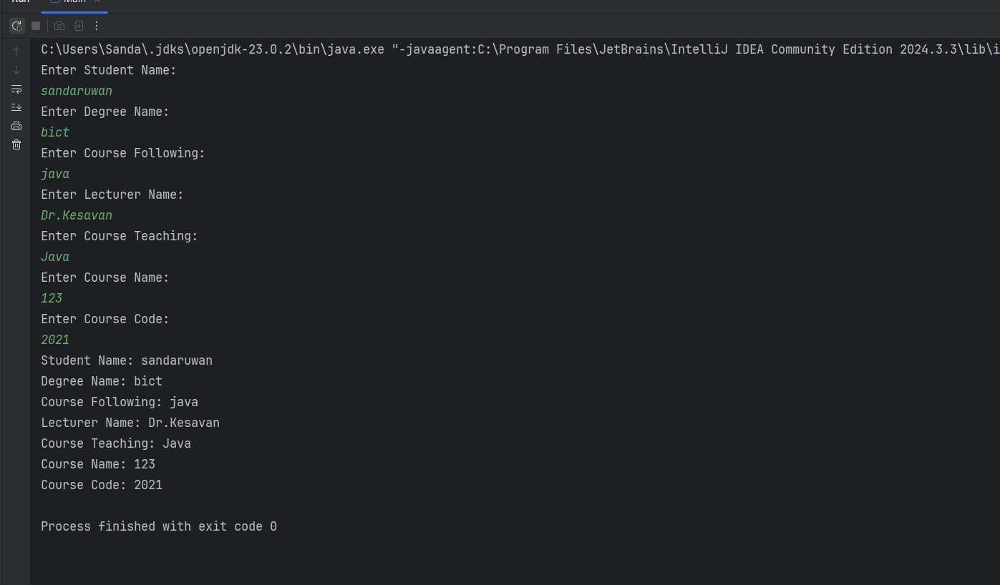 Run
Main
C:\Users\Sanda\.jdks\openjdk-23.0.2\bin\java.exe "-javaagent:C:\Program Files\JetBrains\IntelliJ IDEA Community Edition 2024.3.3\lib\i
Enter Student Name:
sandaruwan
Enter Degree Name:
bict
Enter Course Following:
java
Enter Lecturer Name:
Dr.Kesavan
Enter Course Teaching:
Java
Enter Course Name:
123
Enter Course Code:
2021
Student Name: sandaruwan
Degree Name: bict
Course Following: java
Lecturer Name: Dr.Kesavan
Course Teaching: Java
Course Name: 123
Course Code: 2021
Process finished with exit code 0